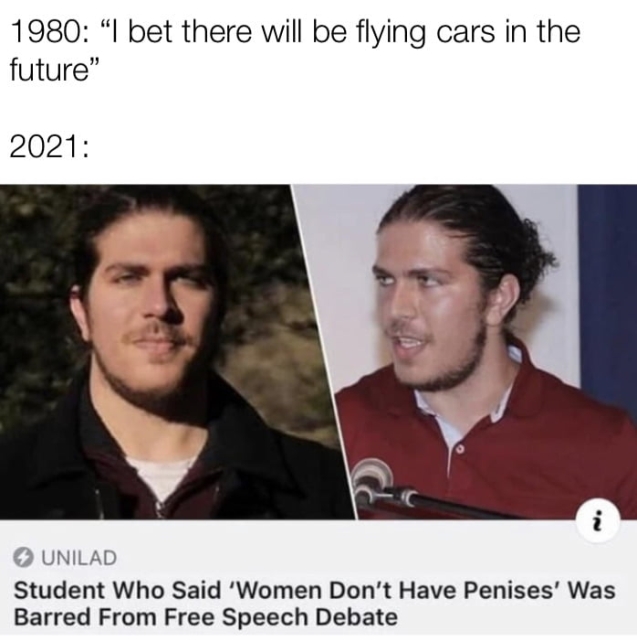 1980: “I bet there will be flying cars in the
future”
2021:
i
UNILAD
Student Who Said ‘Women Don’t Have Penises’ Was
Barred From Free Speech Debate